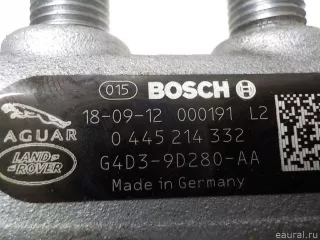 015 BOSCH
18-09-12 000191 L2
JAGUAR
0 445 214 332
LAND-
ROVER
G4D3-9D280-AA
Made in Germany
eaural.ru